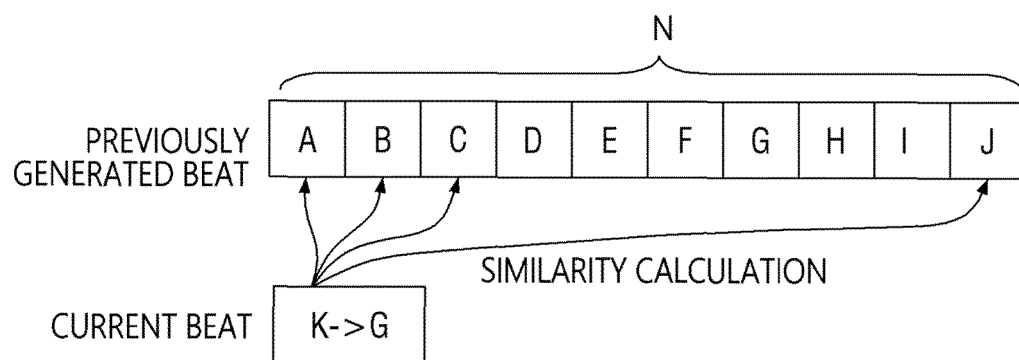 N
PREVIOUSLY
GENERATED BEAT
A B C D E F G H I J
SIMILARITY CALCULATION
CURRENT BEAT
K->G